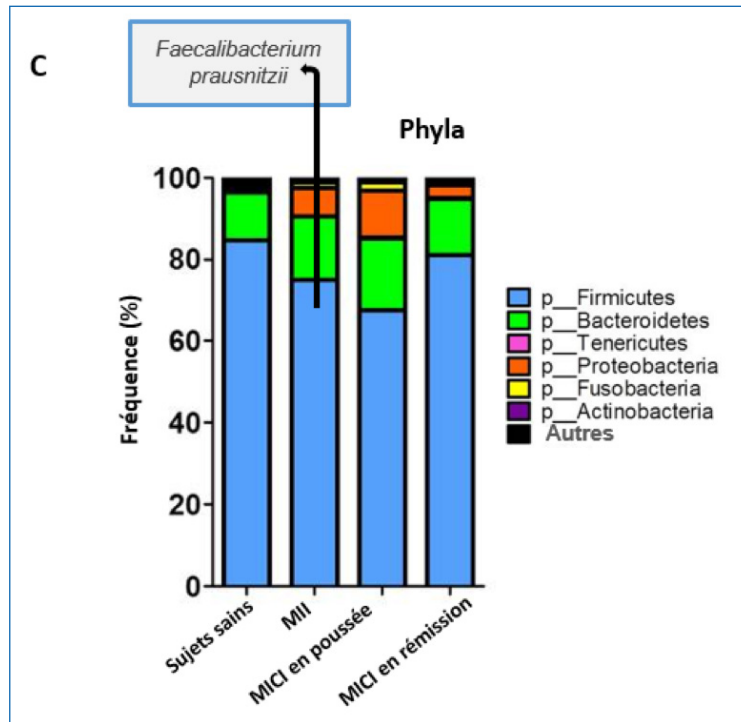 C
Faecalibacterium
prausnitzii
Phyla
Fréquence (%)
100
80
60
40
20
0
Sujets sains
MII
MICI en poussée
MICI en rémission
p__Firmicutes
p__Bacteroidetes
p__Tenericutes
p__Proteobacteria
p__Fusobacteria
p__Actinobacteria
Autres